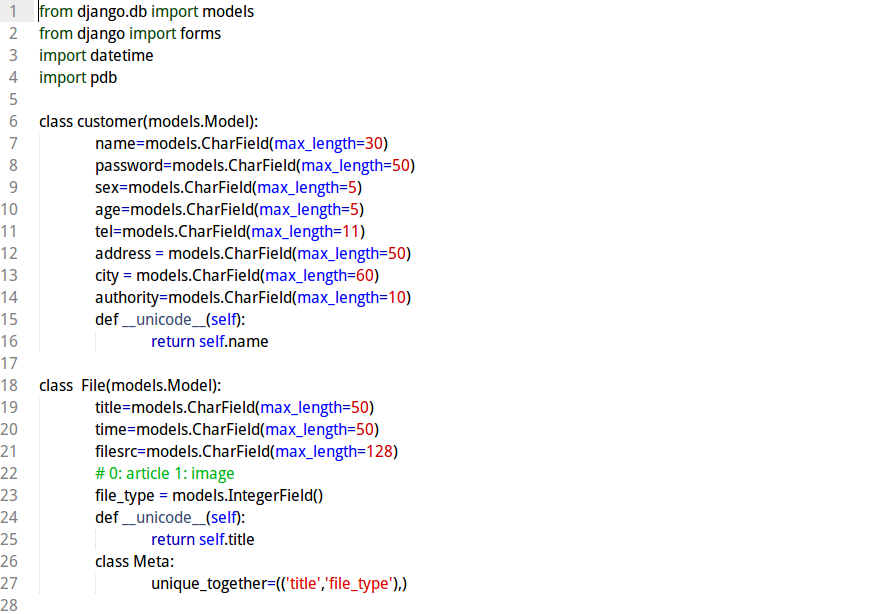 1 from django.db import models
2 from django import forms
3 import datetime
4 import pdb
5
6 class customer(models.Model):
7 name=models.CharField(max_length=30)
8 password=models.CharField(max_length=50)
9 sex=models.CharField(max_length=5)
10 age=models.CharField(max_length=5)
11 tel=models.CharField(max_length=11)
12 address = models.CharField(max_length=50)
13 city = models.CharField(max_length=60)
14 authority=models.CharField(max_length=10)
15 def __unicode__(self):
16 return self.name
17
18 class  File(models.Model):
19 title=models.CharField(max_length=50)
20 time=models.CharField(max_length=50)
21 filesrc=models.CharField(max_length=128)
22 # 0: article 1: image
23 file_type = models.IntegerField()
24 def __unicode__(self):
25 return self.title
26 class Meta:
27 unique_together=(('title','file_type'),)
28